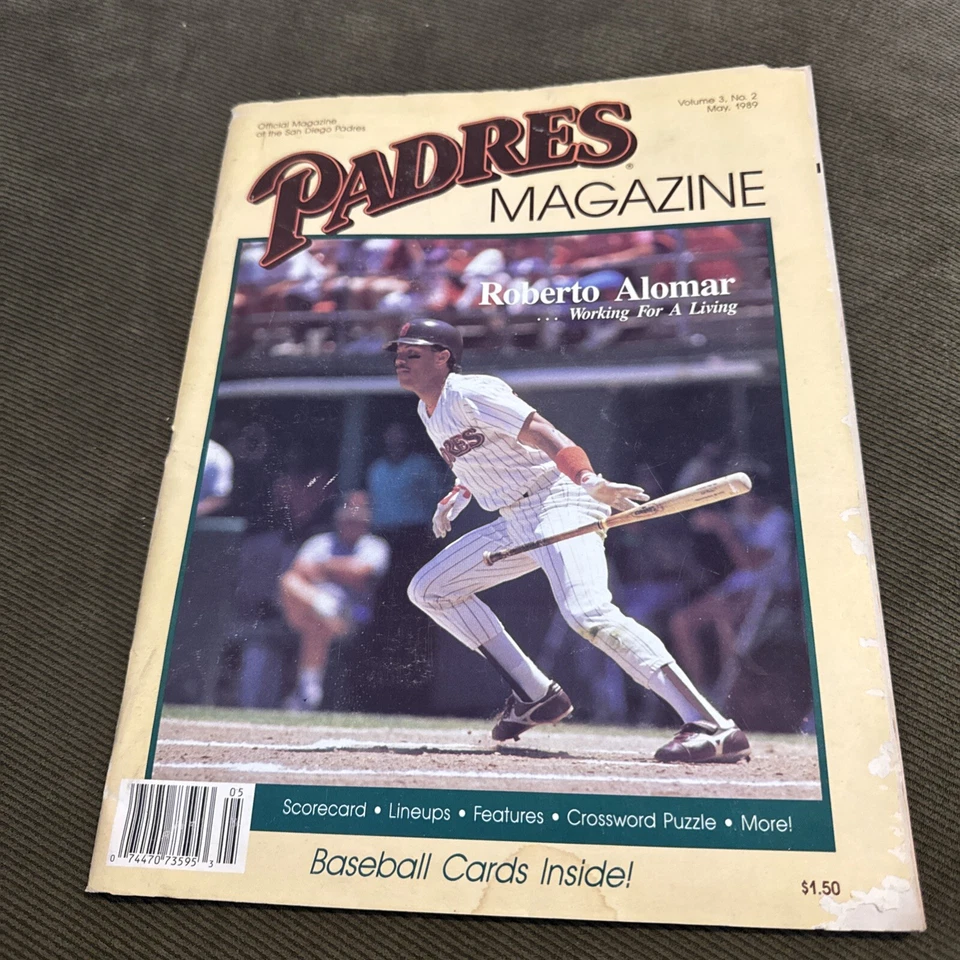 Official Magazine
of the San Diego Padres
Volume 3, No. 2
May, 1989
PADRES®
MAGAZINE
Roberto Alomar
... Working For A Living
05
0 74470 73595 3
Scorecard • Lineups • Features • Crossword Puzzle • More!
Baseball Cards Inside!
$1.50